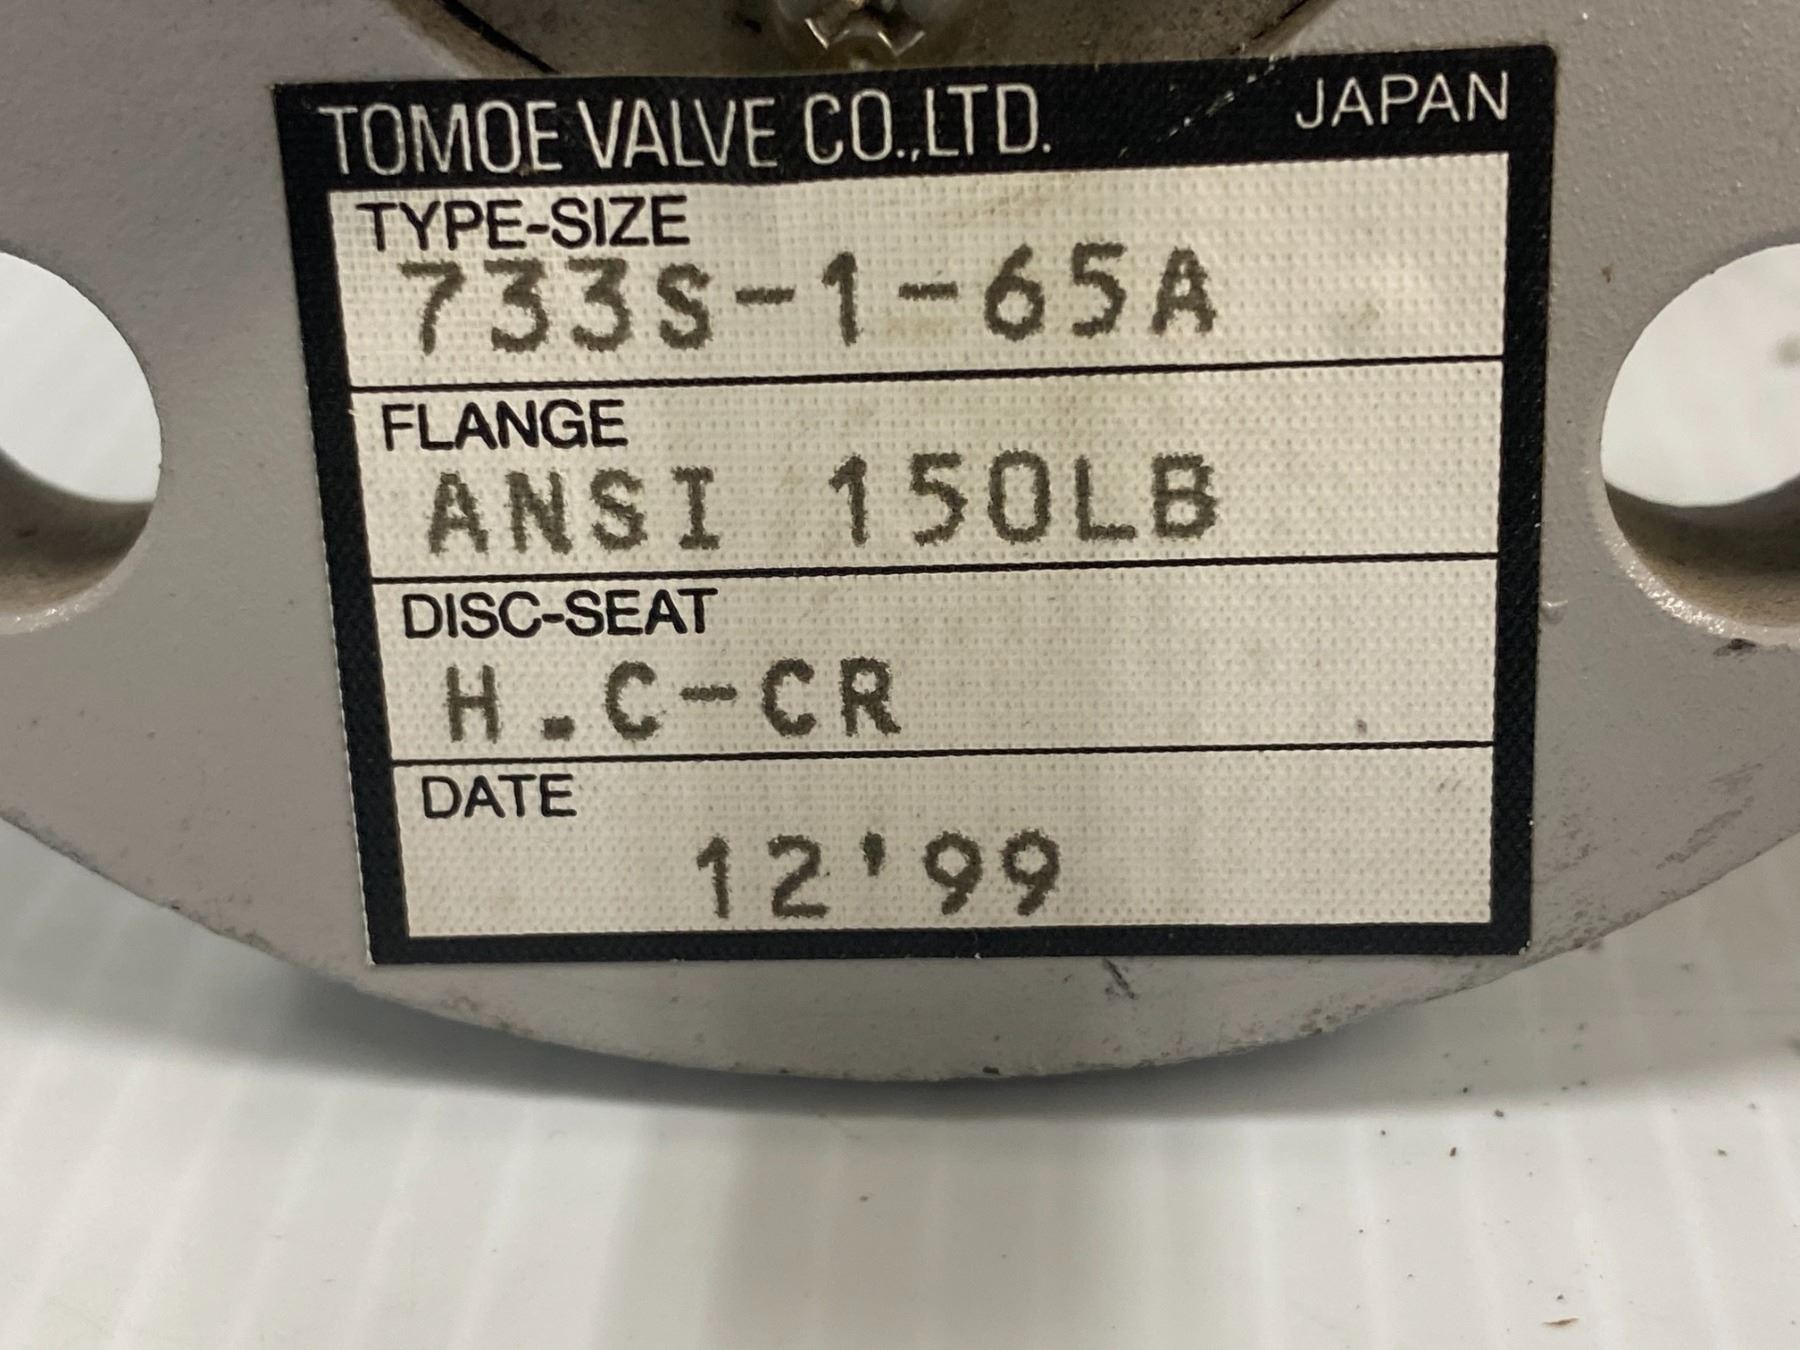 TOMOE VALVE CO.,LTD. JAPAN
TYPE-SIZE
733S-1-65A
FLANGE
ANSI 150LB
DISC-SEAT
H.C-CR
DATE
12'99